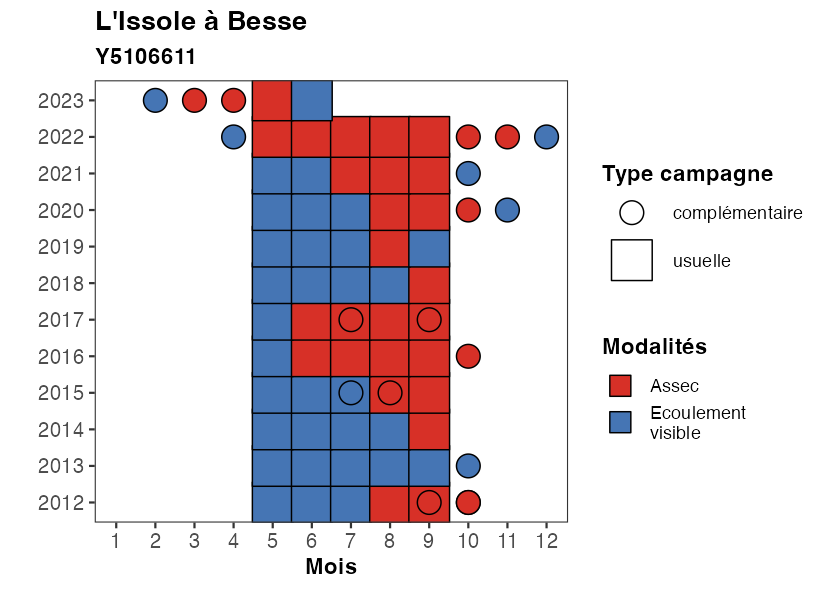 L'Issole à Besse
Y5106611
2023
2022
2021
2020
2019
2018
2017
2016
2015
2014
2013
2012
1 2 3 4 5 6 7 8 9 10 11 12
Mois
Type campagne
complémentaire
usuelle
Modalités
Assec
Ecoulement
visible